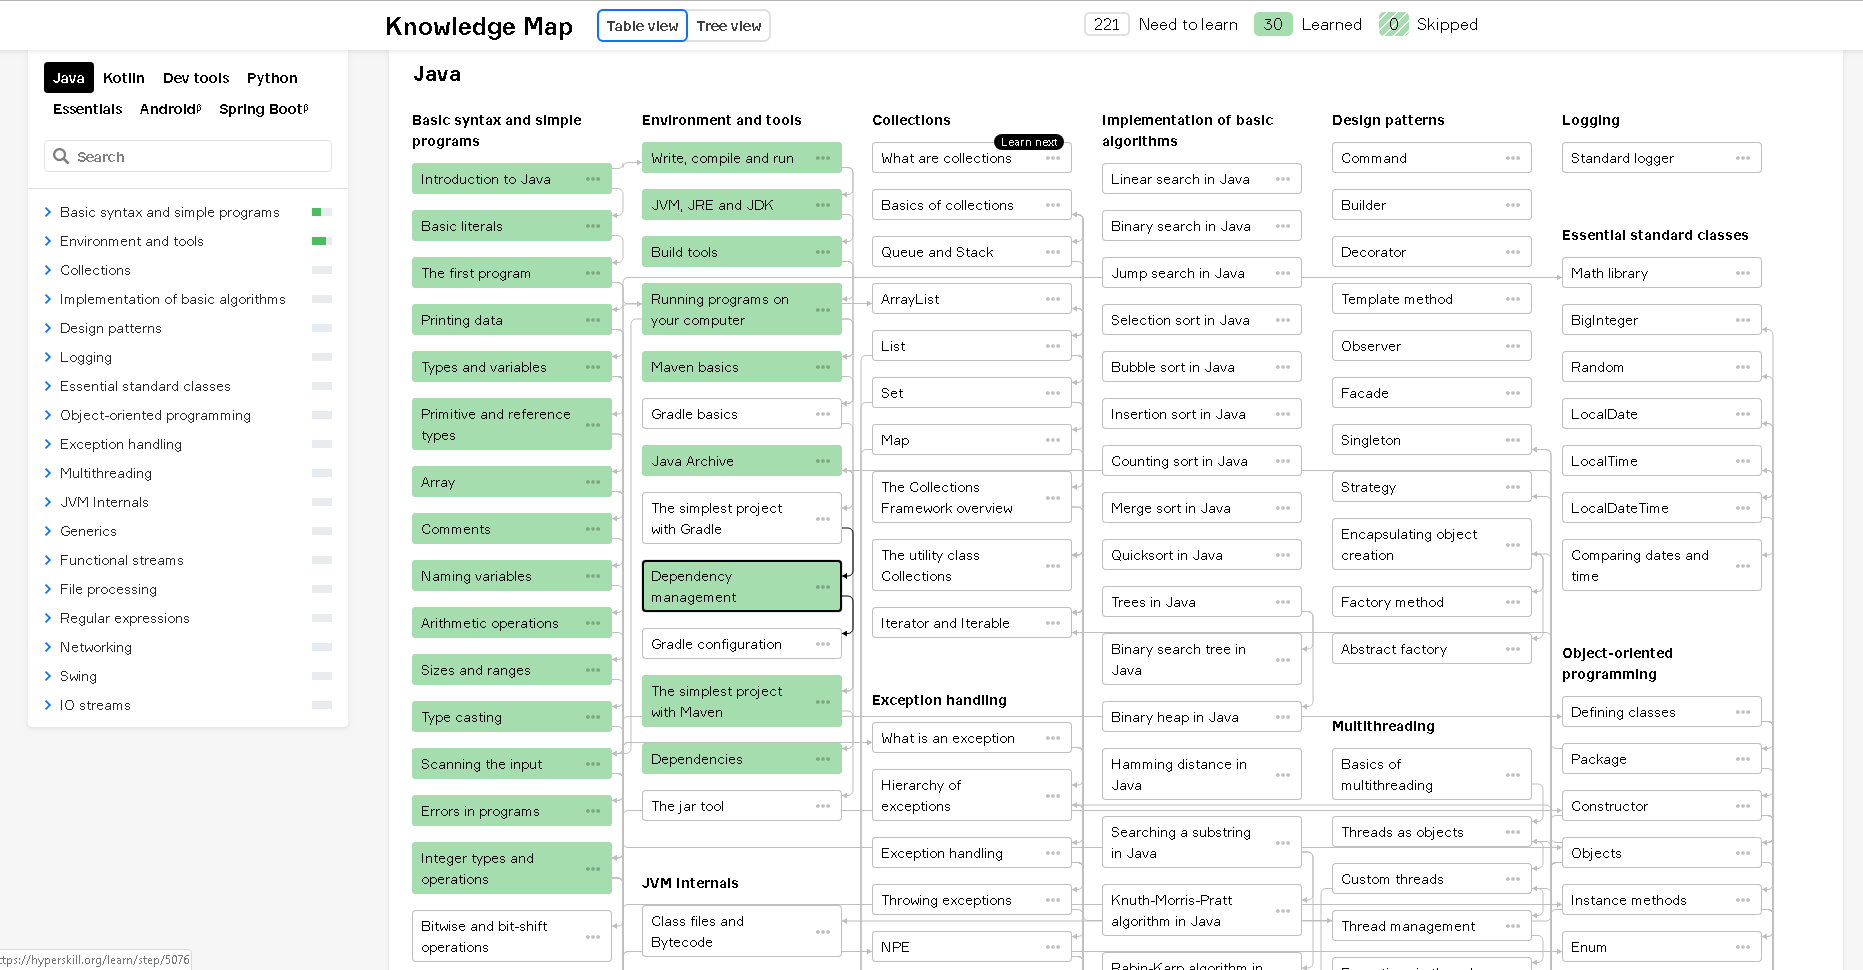 Knowledge Map
Table view
Tree view
221 Need to learn
30 Learned
0 Skipped
Java
Kotlin
Dev tools
Python
Essentials
Androidᵝ
Spring Bootᵝ
Search
Basic syntax and simple programs
Environment and tools
Collections
Implementation of basic algorithms
Design patterns
Logging
Essential standard classes
Object-oriented programming
Exception handling
Multithreading
JVM Internals
Generics
Functional streams
File processing
Regular expressions
Networking
Swing
IO streams
Java
Basic syntax and simple
programs
Introduction to Java
Basic literals
The first program
Printing data
Types and variables
Primitive and reference
types
Array
Comments
Naming variables
Arithmetic operations
Sizes and ranges
Type casting
Scanning the input
Errors in programs
Integer types and
operations
Bitwise and bit-shift
operations
Environment and tools
Write, compile and run
JVM, JRE and JDK
Build tools
Running programs on
your computer
Maven basics
Gradle basics
Java Archive
The simplest project
with Gradle
Dependency
management
Gradle configuration
The simplest project
with Maven
Dependencies
The jar tool
JVM Internals
Class files and
Bytecode
Collections
Learn next
What are collections
Basics of collections
Queue and Stack
ArrayList
List
Set
Map
The Collections
Framework overview
The utility class
Collections
Iterator and Iterable
Exception handling
What is an exception
Hierarchy of
exceptions
Exception handling
Throwing exceptions
NPE
Implementation of basic
algorithms
Linear search in Java
Binary search in Java
Jump search in Java
Selection sort in Java
Bubble sort in Java
Insertion sort in Java
Counting sort in Java
Merge sort in Java
Quicksort in Java
Trees in Java
Binary search tree in
Java
Binary heap in Java
Hamming distance in
Java
Searching a substring
in Java
Knuth-Morris-Pratt
algorithm in Java
Rabin-Karp algorithm in
Design patterns
Command
Builder
Decorator
Template method
Observer
Facade
Singleton
Strategy
Encapsulating object
creation
Factory method
Abstract factory
Multithreading
Basics of
multithreading
Threads as objects
Custom threads
Thread management
Logging
Standard logger
Essential standard classes
Math library
BigInteger
Random
LocalDate
LocalTime
LocalDateTime
Comparing dates and
time
Object-oriented
programming
Defining classes
Package
Constructor
Objects
Instance methods
Enum
ttps://hyperskill.org/learn/step/5076